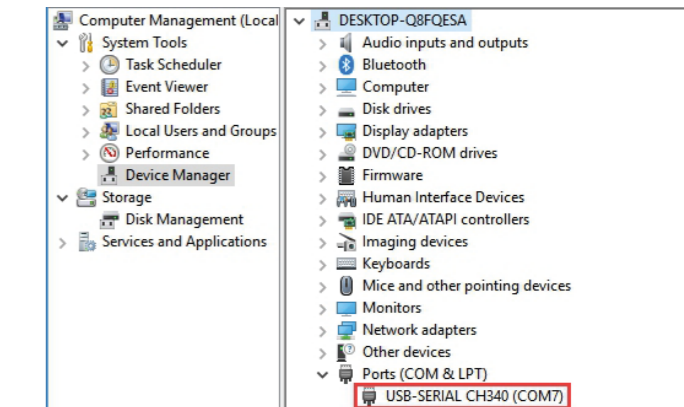 Computer Management (Local
System Tools
Task Scheduler
Event Viewer
Shared Folders
Local Users and Groups
Performance
Device Manager
Storage
Disk Management
Services and Applications
DESKTOP-Q8FQESA
Audio inputs and outputs
Bluetooth
Computer
Disk drives
Display adapters
DVD/CD-ROM drives
Firmware
Human Interface Devices
IDE ATA/ATAPI controllers
Imaging devices
Keyboards
Mice and other pointing devices
Monitors
Network adapters
Other devices
Ports (COM & LPT)
USB-SERIAL CH340 (COM7)